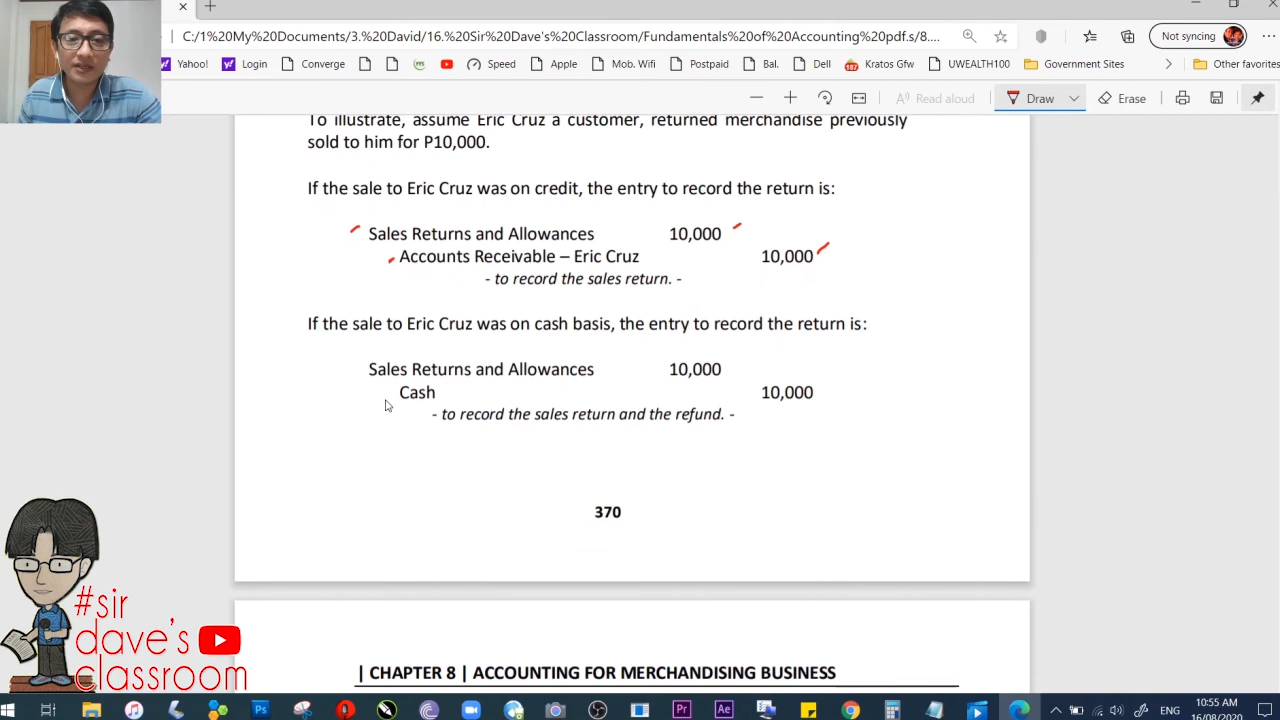 C:/1%20My%20Documents/3.%20David/16.%20Sir%20Dave's%20Classroom/Fundamentals%20of%20Accounting%20pdf.s/8....
Not syncing
Yahoo!
Login
Converge
Speed
Apple
Mob. Wifi
Postpaid
Bal.
Dell
Kratos Gfw
UWEALTH100
Government Sites
Other favorites
Read aloud
Draw
Erase
To illustrate, assume Eric Cruz a customer, returned merchandise previously
sold to him for P10,000.
If the sale to Eric Cruz was on credit, the entry to record the return is:
Sales Returns and Allowances 10,000
Accounts Receivable – Eric Cruz 10,000
- to record the sales return. -
If the sale to Eric Cruz was on cash basis, the entry to record the return is:
Sales Returns and Allowances 10,000
Cash 10,000
- to record the sales return and the refund. -
370
| CHAPTER 8 | ACCOUNTING FOR MERCHANDISING BUSINESS
#sir
dave's
classroom
Ps
Pr
Ae
ENG
10:55 AM
16/08/2020